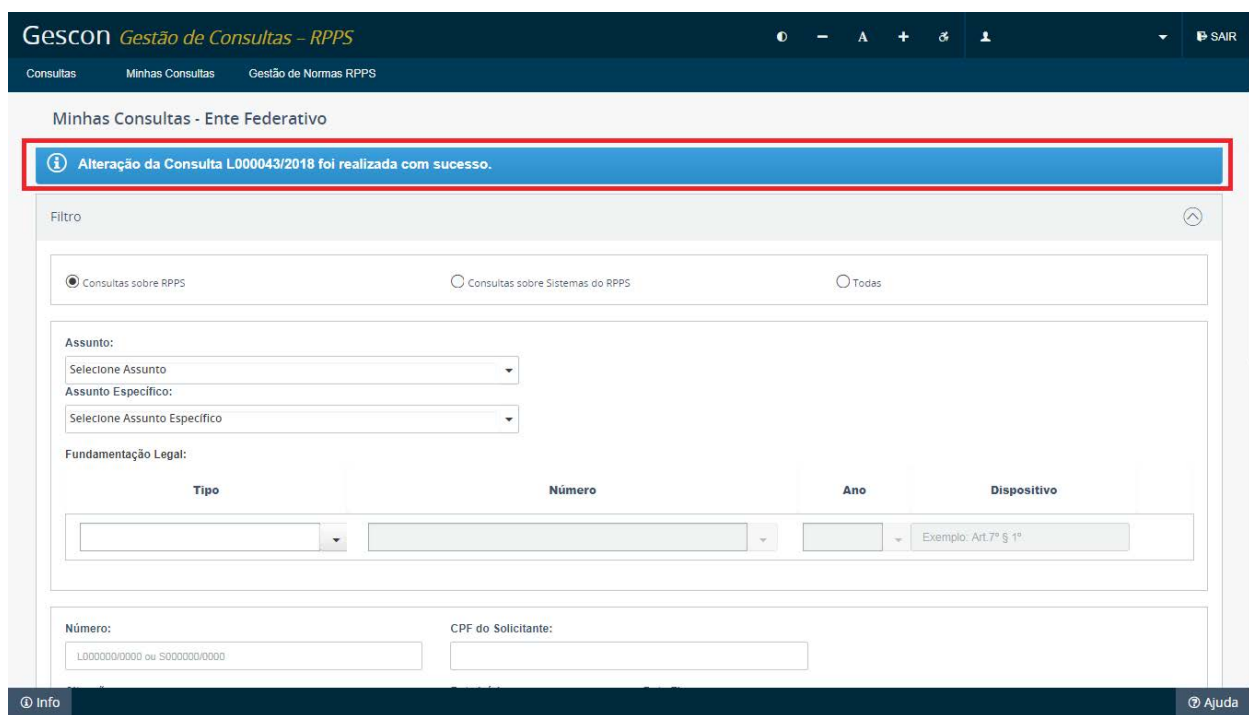 Gescon Gestão de Consultas – RPPS A SAIR
Consultas Minhas Consultas Gestão de Normas RPPS
Minhas Consultas - Ente Federativo
Alteração da Consulta L000043/2018 foi realizada com sucesso.
Filtro
Consultas sobre RPPS Consultas sobre Sistemas do RPPS Todas
Assunto:
Selecione Assunto
Assunto Específico:
Selecione Assunto Específico
Fundamentação Legal:
Tipo Número Ano Dispositivo
Exemplo: Art.7º § 1º
Número: CPF do Solicitante:
L000000/0000 ou S000000/0000
Info Ajuda